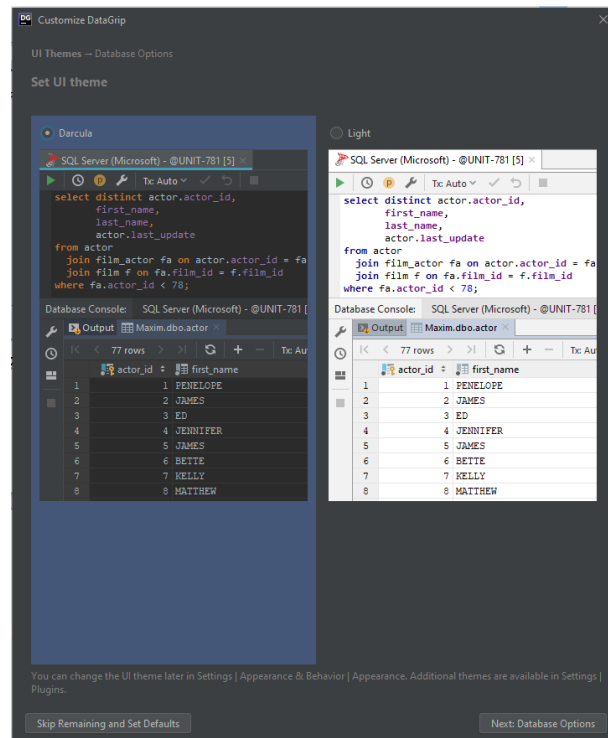 DG Customize DataGrip
UI Themes → Database Options
Set UI theme
Darcula
SQL Server (Microsoft) - @UNIT-781 [5]
P Tx: Auto
select distinct actor.actor_id,
first_name,
last_name,
actor.last_update
from actor
join film_actor fa on actor.actor_id = fa
join film f on fa.film_id = f.film_id
where fa.actor_id < 78;
Database Console: SQL Server (Microsoft) - @UNIT-781 [
Output Maxim.dbo.actor
77 rows Tx: Au
actor_id first_name
1 1 PENELOPE
2 2 JAMES
3 3 ED
4 4 JENNIFER
5 5 JAMES
6 6 BETTE
7 7 KELLY
8 8 MATTHEW
Light
SQL Server (Microsoft) - @UNIT-781 [5]
P Tx: Auto
select distinct actor.actor_id,
first_name,
last_name,
actor.last_update
from actor
join film_actor fa on actor.actor_id = fa
join film f on fa.film_id = f.film_id
where fa.actor_id < 78;
Database Console: SQL Server (Microsoft) - @UNIT-781 [
Output Maxim.dbo.actor
77 rows Tx: Au
actor_id first_name
1 1 PENELOPE
2 2 JAMES
3 3 ED
4 4 JENNIFER
5 5 JAMES
6 6 BETTE
7 7 KELLY
8 8 MATTHEW
You can change the UI theme later in Settings | Appearance & Behavior | Appearance. Additional themes are available in Settings |
Plugins.
Skip Remaining and Set Defaults
Next: Database Options